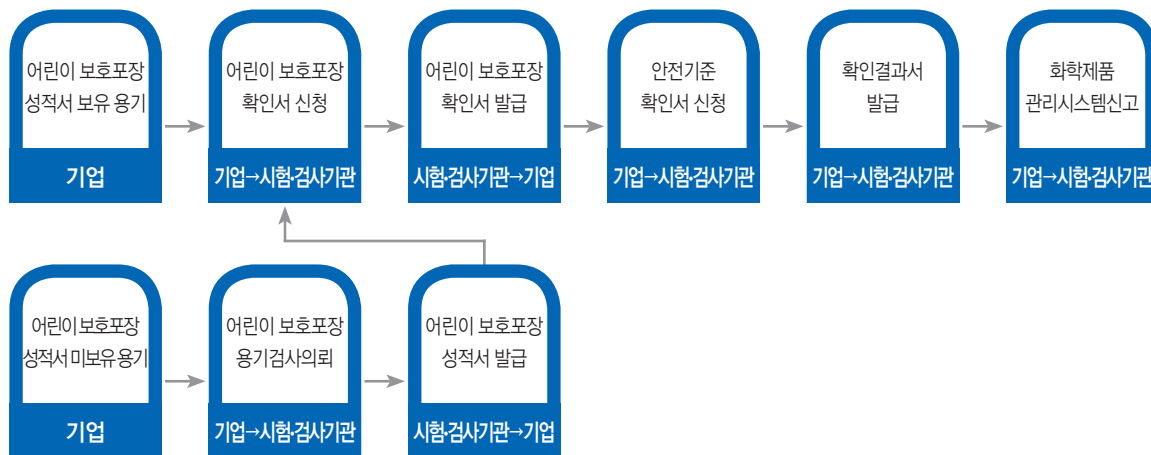 어린이 보호포장
성적서 보유 용기
기업
어린이 보호포장
확인서 신청
기업→시험·검사기관
어린이 보호포장
확인서 발급
시험·검사기관→기업
안전기준
확인서 신청
기업→시험·검사기관
확인결과서
발급
기업→시험·검사기관
화학제품
관리시스템신고
기업→시험·검사기관
어린이 보호포장
성적서 미보유 용기
기업
어린이 보호포장
용기검사의뢰
기업→시험·검사기관
어린이 보호포장
성적서 발급
시험·검사기관→기업